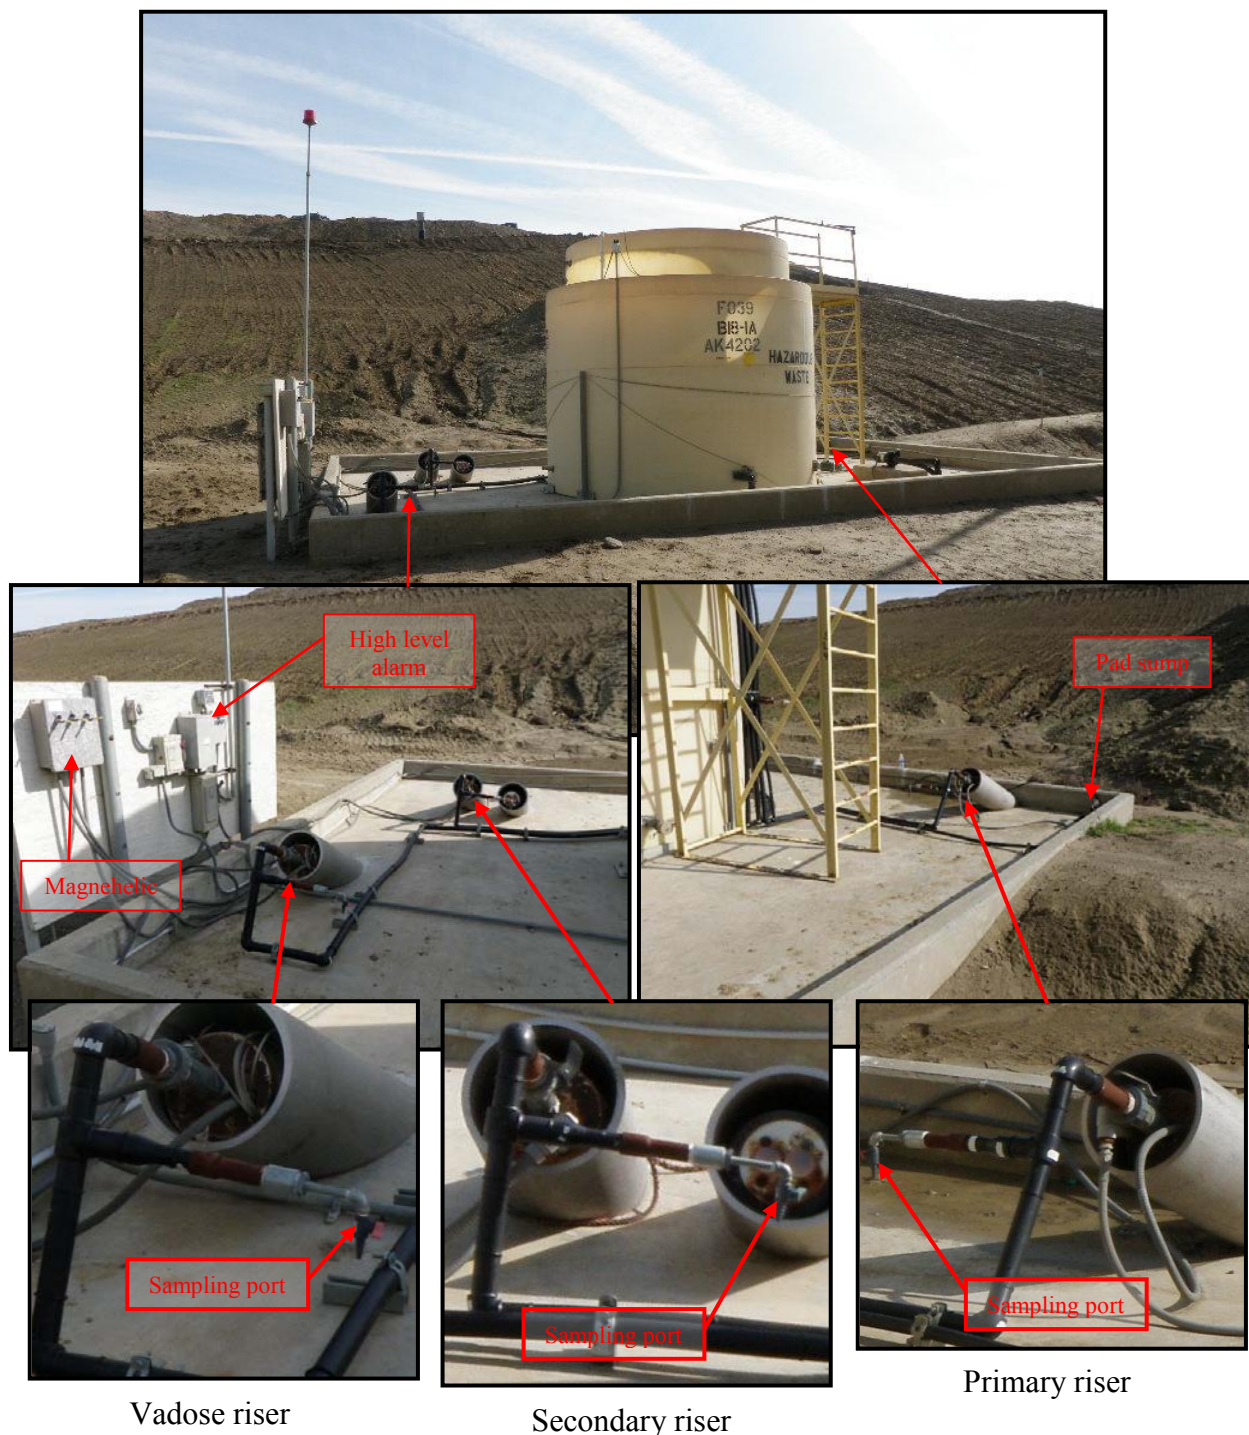 F039
B18-1A
AK4202
HAZARDOUS
WASTE
High level
alarm
Pad sump
Magnehelic
Sampling port
Sampling port
Sampling port
Vadose riser
Secondary riser
Primary riser